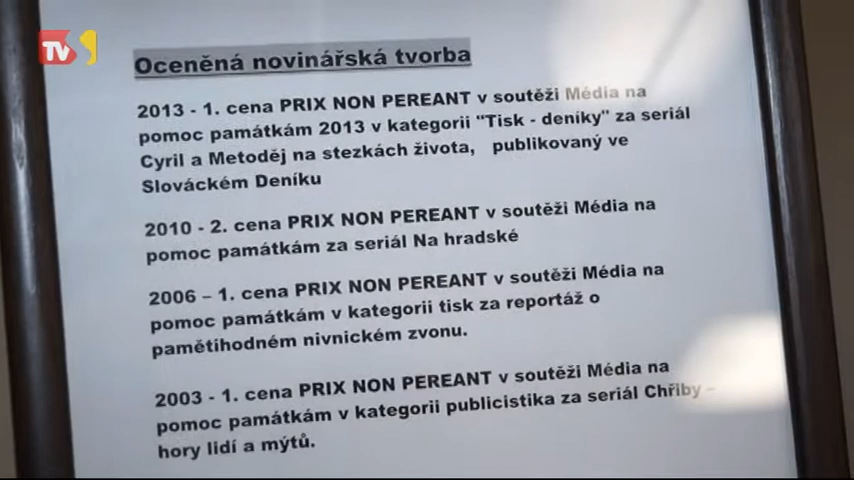 TVS
Oceněná novinářská tvorba
2013 - 1. cena PRIX NON PEREANT v soutěži Média na
pomoc památkám 2013 v kategorii "Tisk - deníky" za seriál
Cyril a Metoděj na stezkách života, publikovaný ve
Slováckém Deníku
2010 - 2. cena PRIX NON PEREANT v soutěži Média na
pomoc památkám za seriál Na hradské
2006 – 1. cena PRIX NON PEREANT v soutěži Média na
pomoc památkám v kategorii tisk za reportáž o
pamětihodném nivnickém zvonu.
2003 - 1. cena PRIX NON PEREANT v soutěži Média na
pomoc památkám v kategorii publicistika za seriál Chřiby –
hory lidí a mýtů.